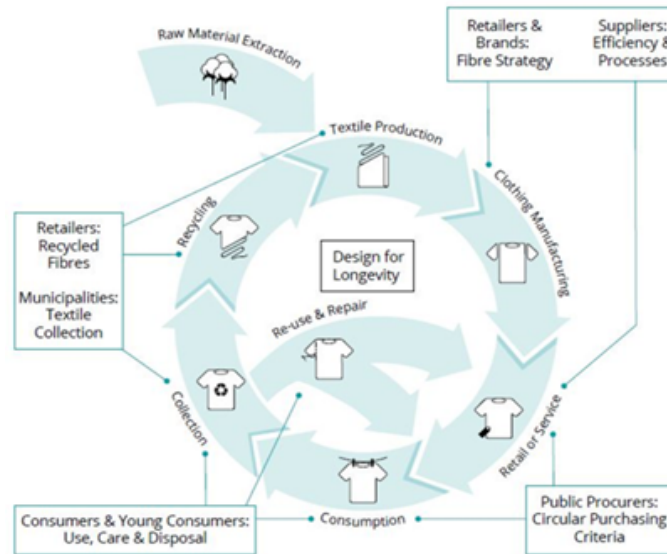 Raw Material Extraction
Retailers &
Brands:
Fibre Strategy
Suppliers:
Efficiency &
Processes
Textile Production
Clothing Manufacturing
Recycling
Retailers:
Recycled
Fibres
Municipalities:
Textile
Collection
Design for
Longevity
Re-use & Repair
Collection
Retail or Service
Consumers & Young Consumers:
Use, Care & Disposal
Consumption
Public Procurers:
Circular Purchasing
Criteria